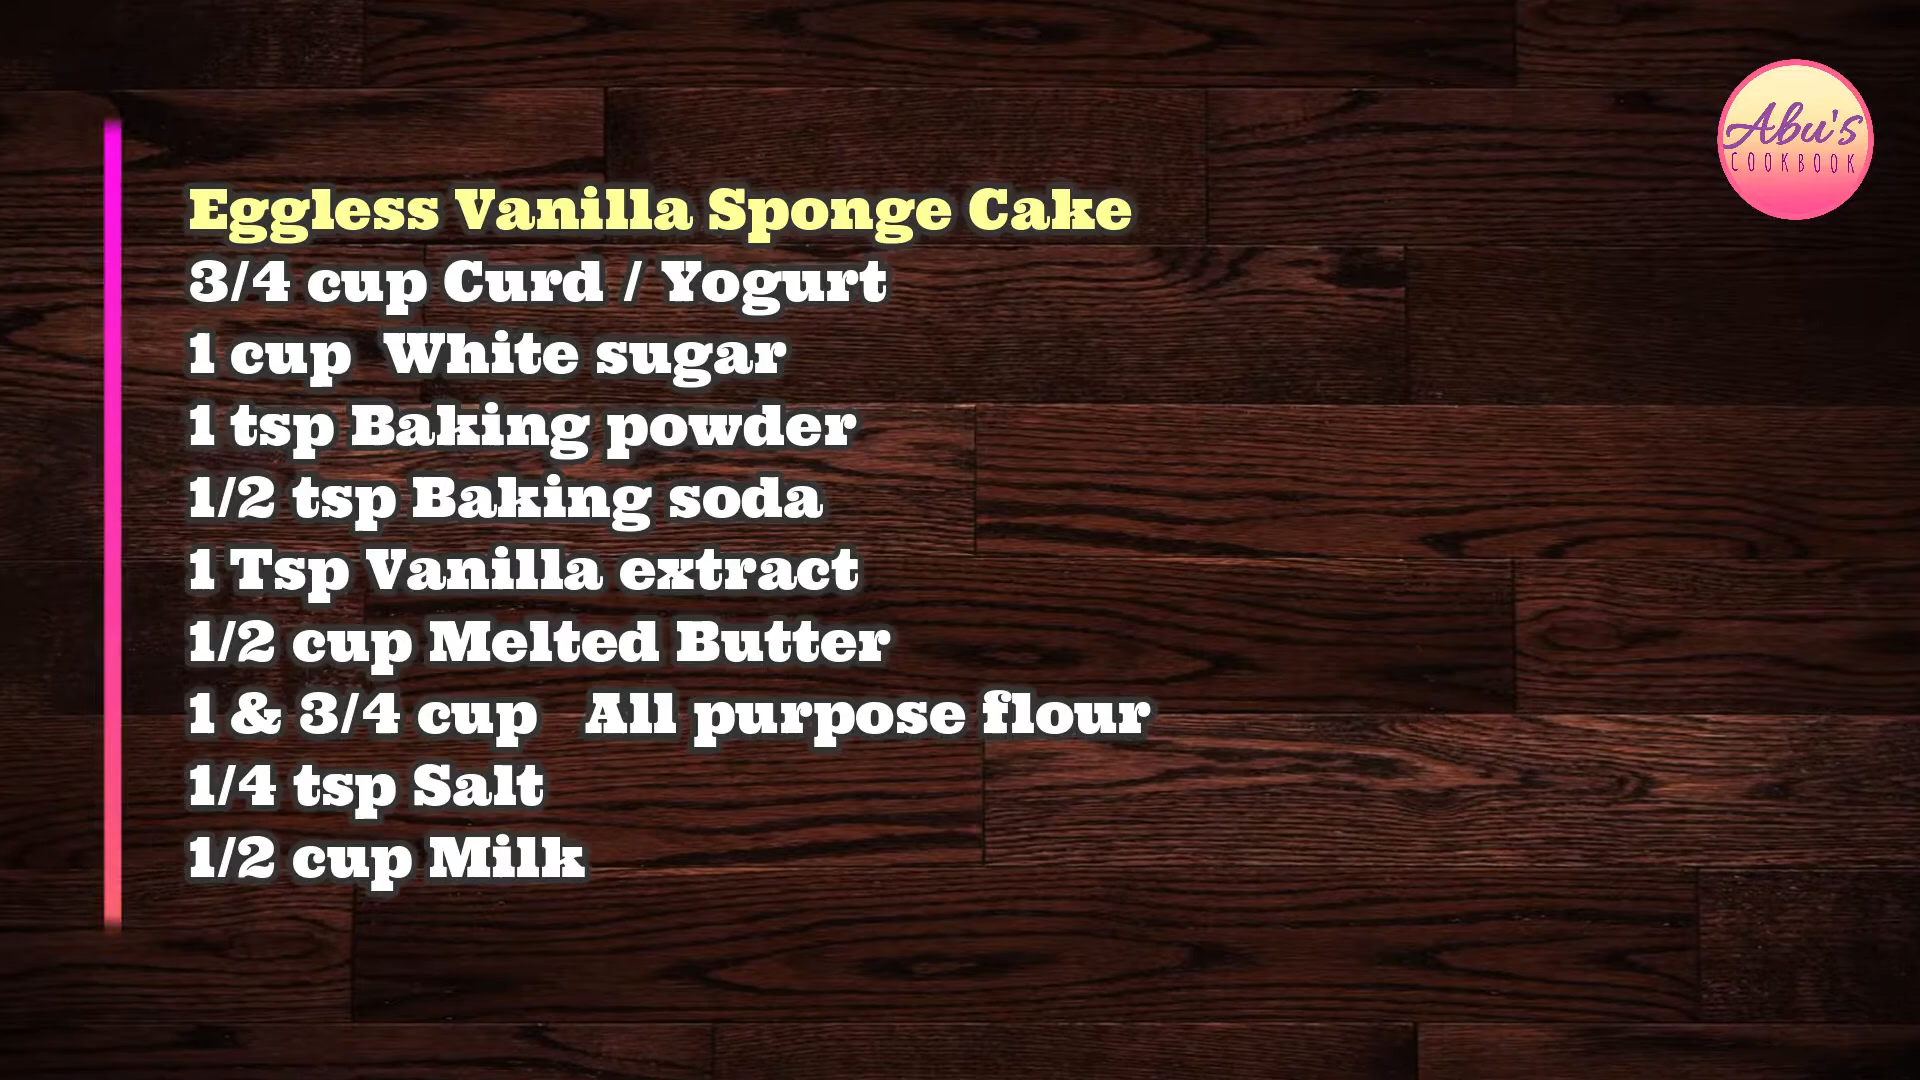 Abu's
COOKBOOK
Eggless Vanilla Sponge Cake
3/4 cup Curd / Yogurt
1 cup  White sugar
1 tsp Baking powder
1/2 tsp Baking soda
1 Tsp Vanilla extract
1/2 cup Melted Butter
1 & 3/4 cup   All purpose flour
1/4 tsp Salt
1/2 cup Milk